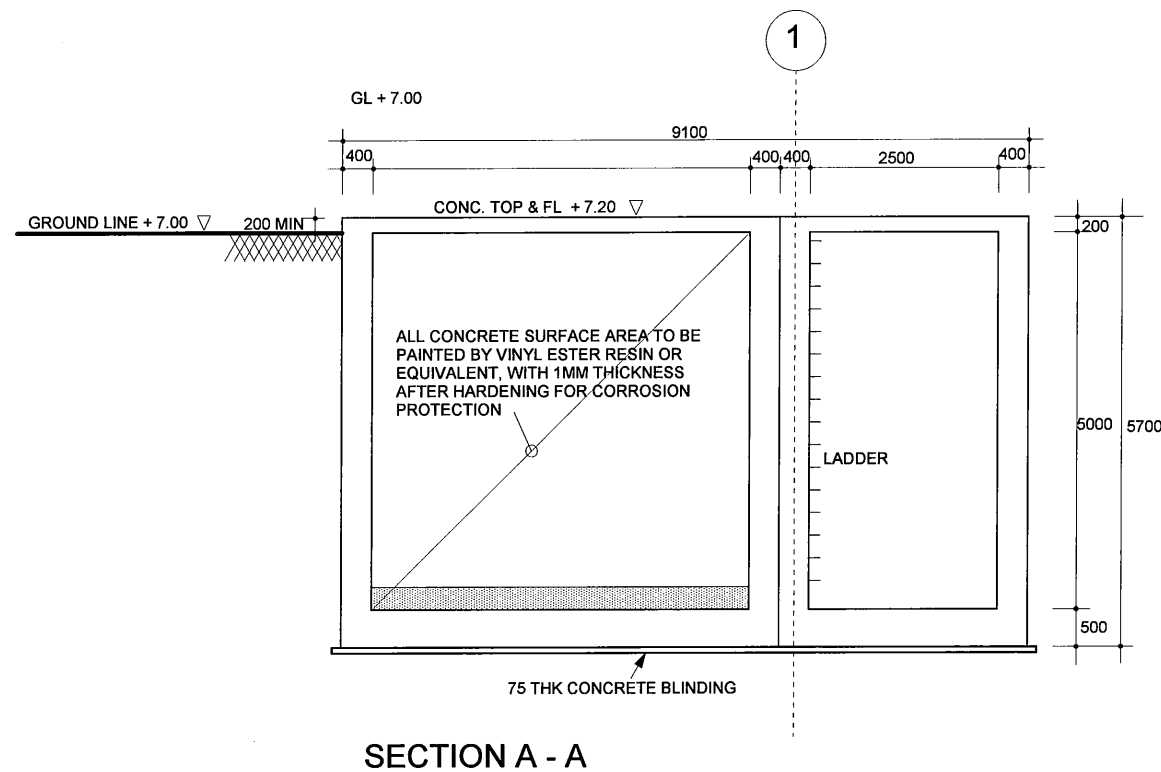 1
GL + 7.00
9100
400
400 400
2500
400
GROUND LINE + 7.00
200 MIN
CONC. TOP & FL + 7.20
200
ALL CONCRETE SURFACE AREA TO BE
PAINTED BY VINYL ESTER RESIN OR
EQUIVALENT, WITH 1MM THICKNESS
AFTER HARDENING FOR CORROSION
PROTECTION
5000
5700
LADDER
500
75 THK CONCRETE BLINDING
SECTION A - A